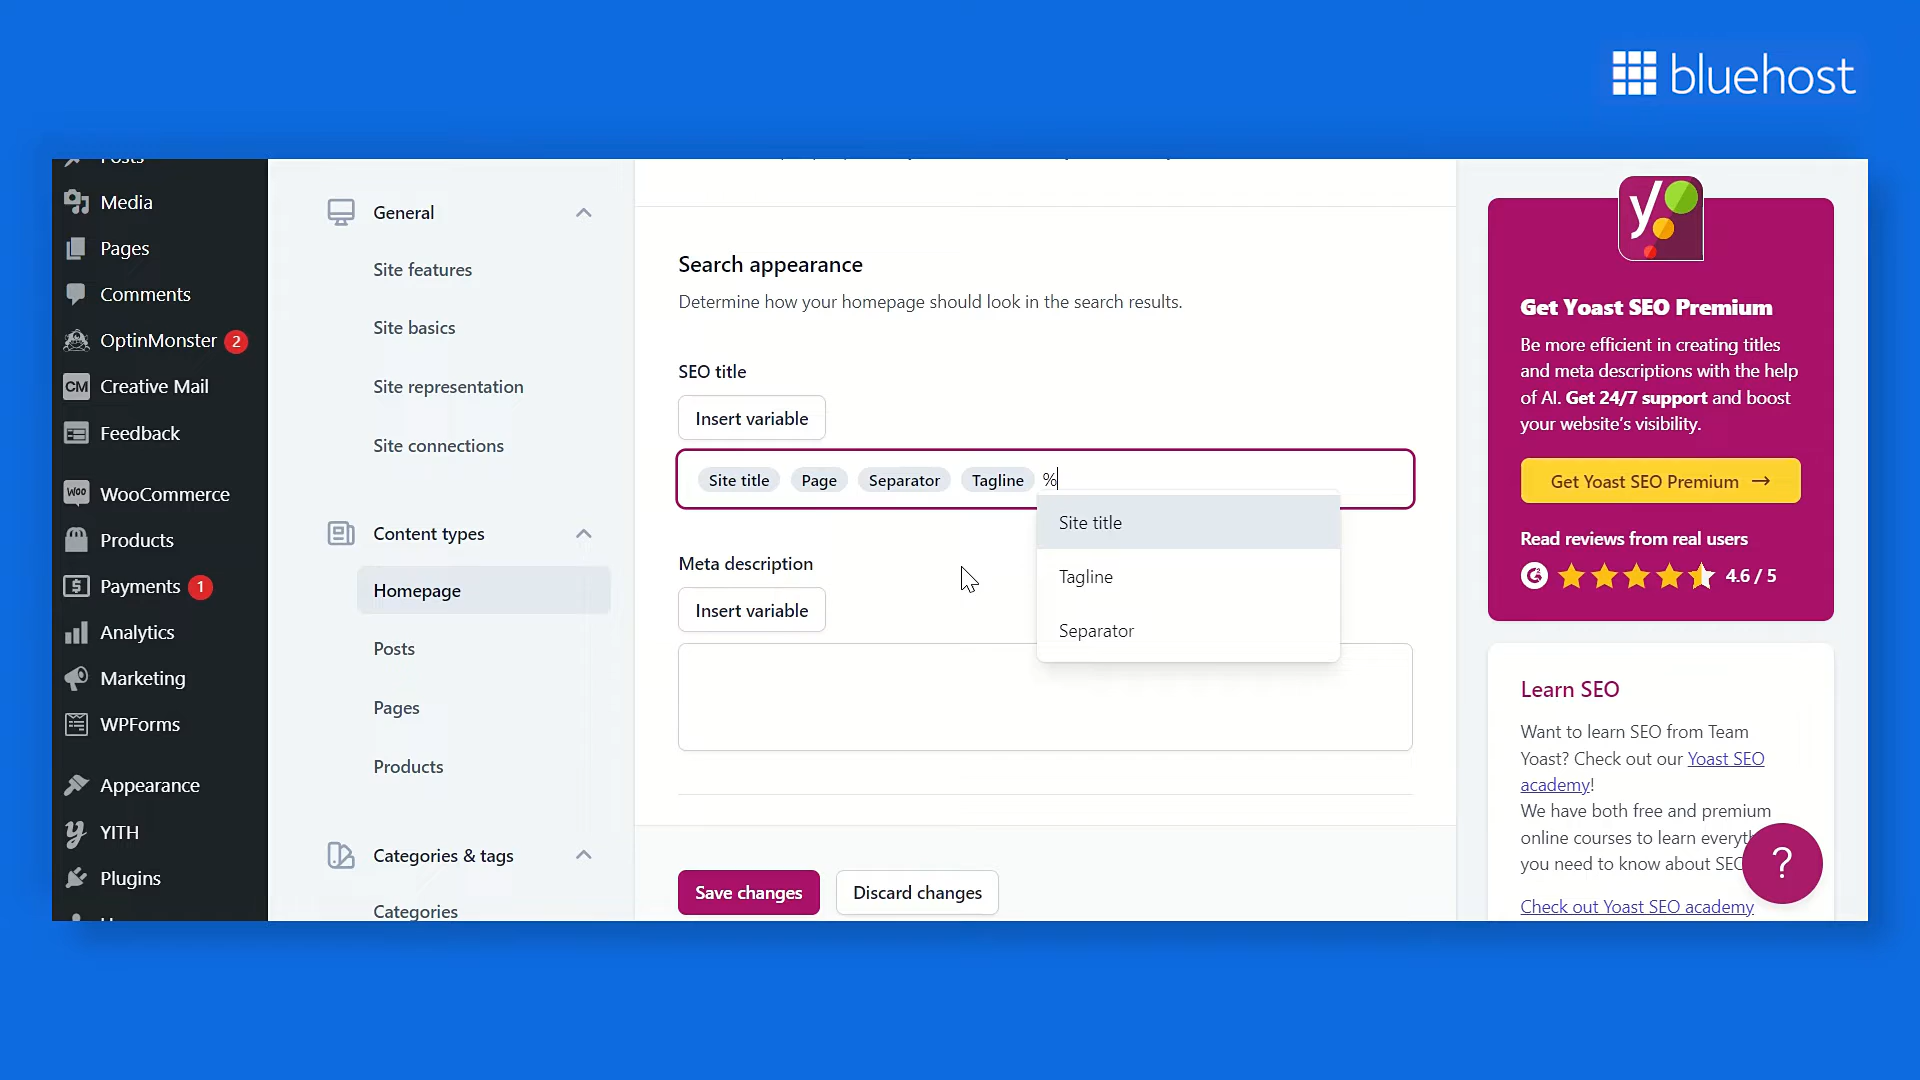 bluehost
Posts
Media
Pages
Comments
OptinMonster 2
CM Creative Mail
Feedback
Woo WooCommerce
Products
Payments 1
Analytics
Marketing
WPForms
Appearance
YITH
Plugins
General
Site features
Site basics
Site representation
Site connections
Content types
Homepage
Posts
Pages
Products
Categories & tags
Categories
Search appearance
Determine how your homepage should look in the search results.
SEO title
Insert variable
Site title Page Separator Tagline %
Site title
Tagline
Separator
Meta description
Insert variable
Save changes Discard changes
y
Get Yoast SEO Premium
Be more efficient in creating titles
and meta descriptions with the help
of AI. Get 24/7 support and boost
your website's visibility.
Get Yoast SEO Premium →
Read reviews from real users
4.6 / 5
Learn SEO
Want to learn SEO from Team
Yoast? Check out our Yoast SEO
academy!
We have both free and premium
online courses to learn everyth
you need to know about SEO
?
Check out Yoast SEO academy